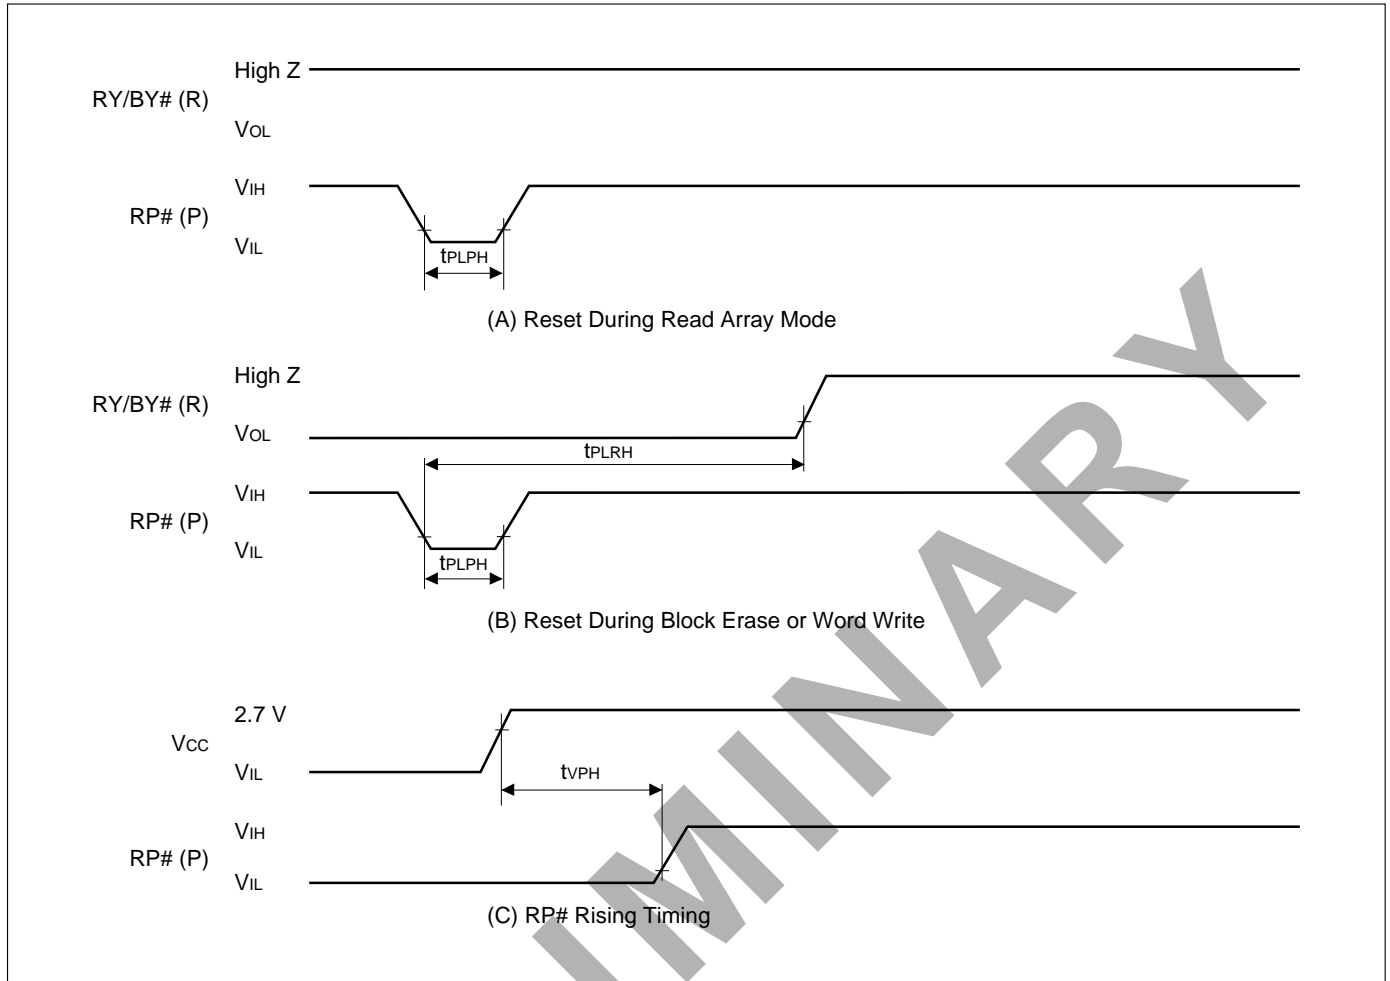 High Z
RY/BY# (R)
VOL
VIH
RP# (P)
VIL
tPLPH
(A) Reset During Read Array Mode
High Z
RY/BY# (R)
VOL
tPLRH
VIH
RP# (P)
VIL
tPLPH
(B) Reset During Block Erase or Word Write
2.7 V
VCC
VIL
tVPH
VIH
RP# (P)
VIL
(C) RP# Rising Timing
IMINARY